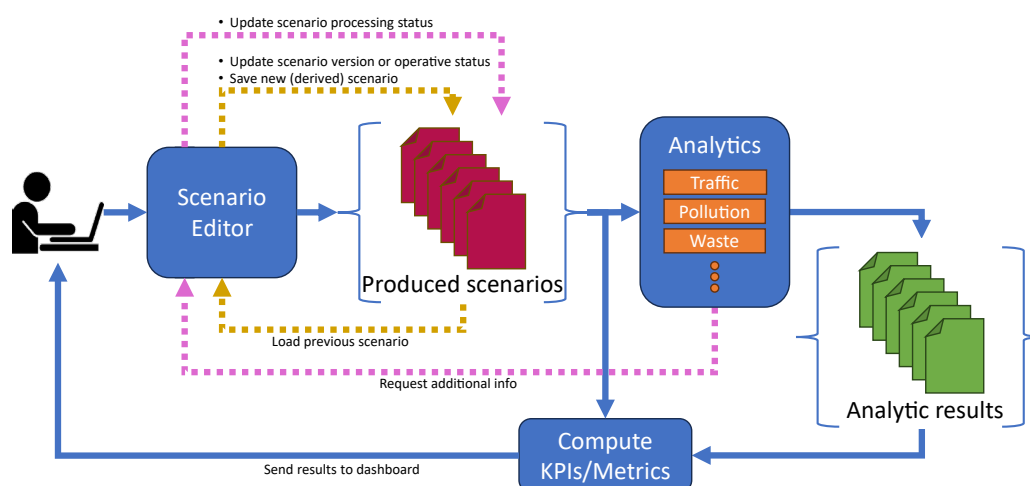 • Update scenario processing status
• Update scenario version or operative status
• Save new (derived) scenario
Scenario
Editor
Produced scenarios
Analytics
Traffic
Pollution
Waste
Load previous scenario
Request additional info
Analytic results
Compute
KPIs/Metrics
Send results to dashboard